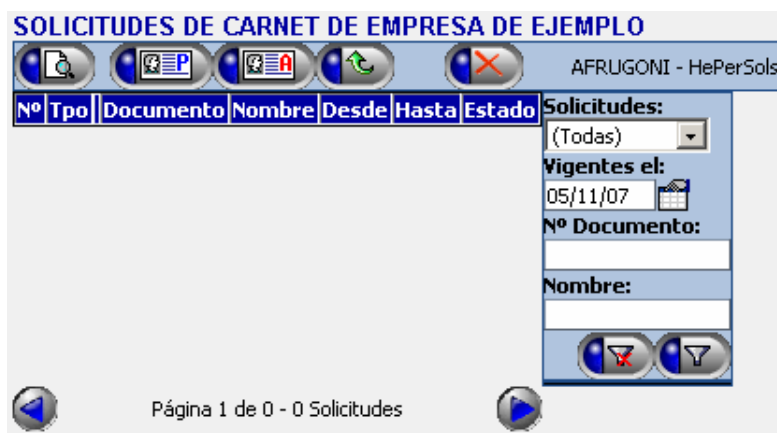 SOLICITUDES DE CARNET DE EMPRESA DE EJEMPLO
P A AFRUGONI - HePerSols
Nº Tpo Documento Nombre Desde Hasta Estado
Solicitudes:
(Todas)
Vigentes el:
05/11/07
Nº Documento:
Nombre:
Página 1 de 0 - 0 Solicitudes